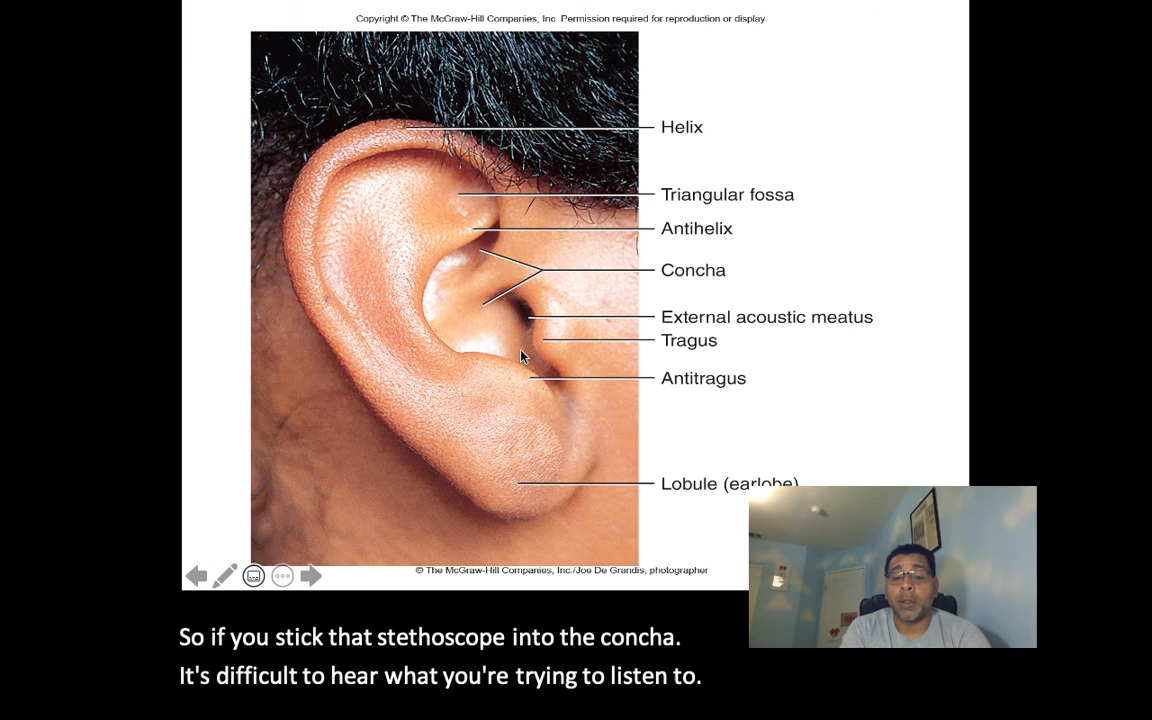 Copyright © The McGraw-Hill Companies, Inc. Permission required for reproduction or display.
Helix
Triangular fossa
Antihelix
Concha
External acoustic meatus
Tragus
Antitragus
Lobule (earlobe)
© The McGraw-Hill Companies, Inc./Joe De Grandis, photographer
So if you stick that stethoscope into the concha.
It's difficult to hear what you're trying to listen to.